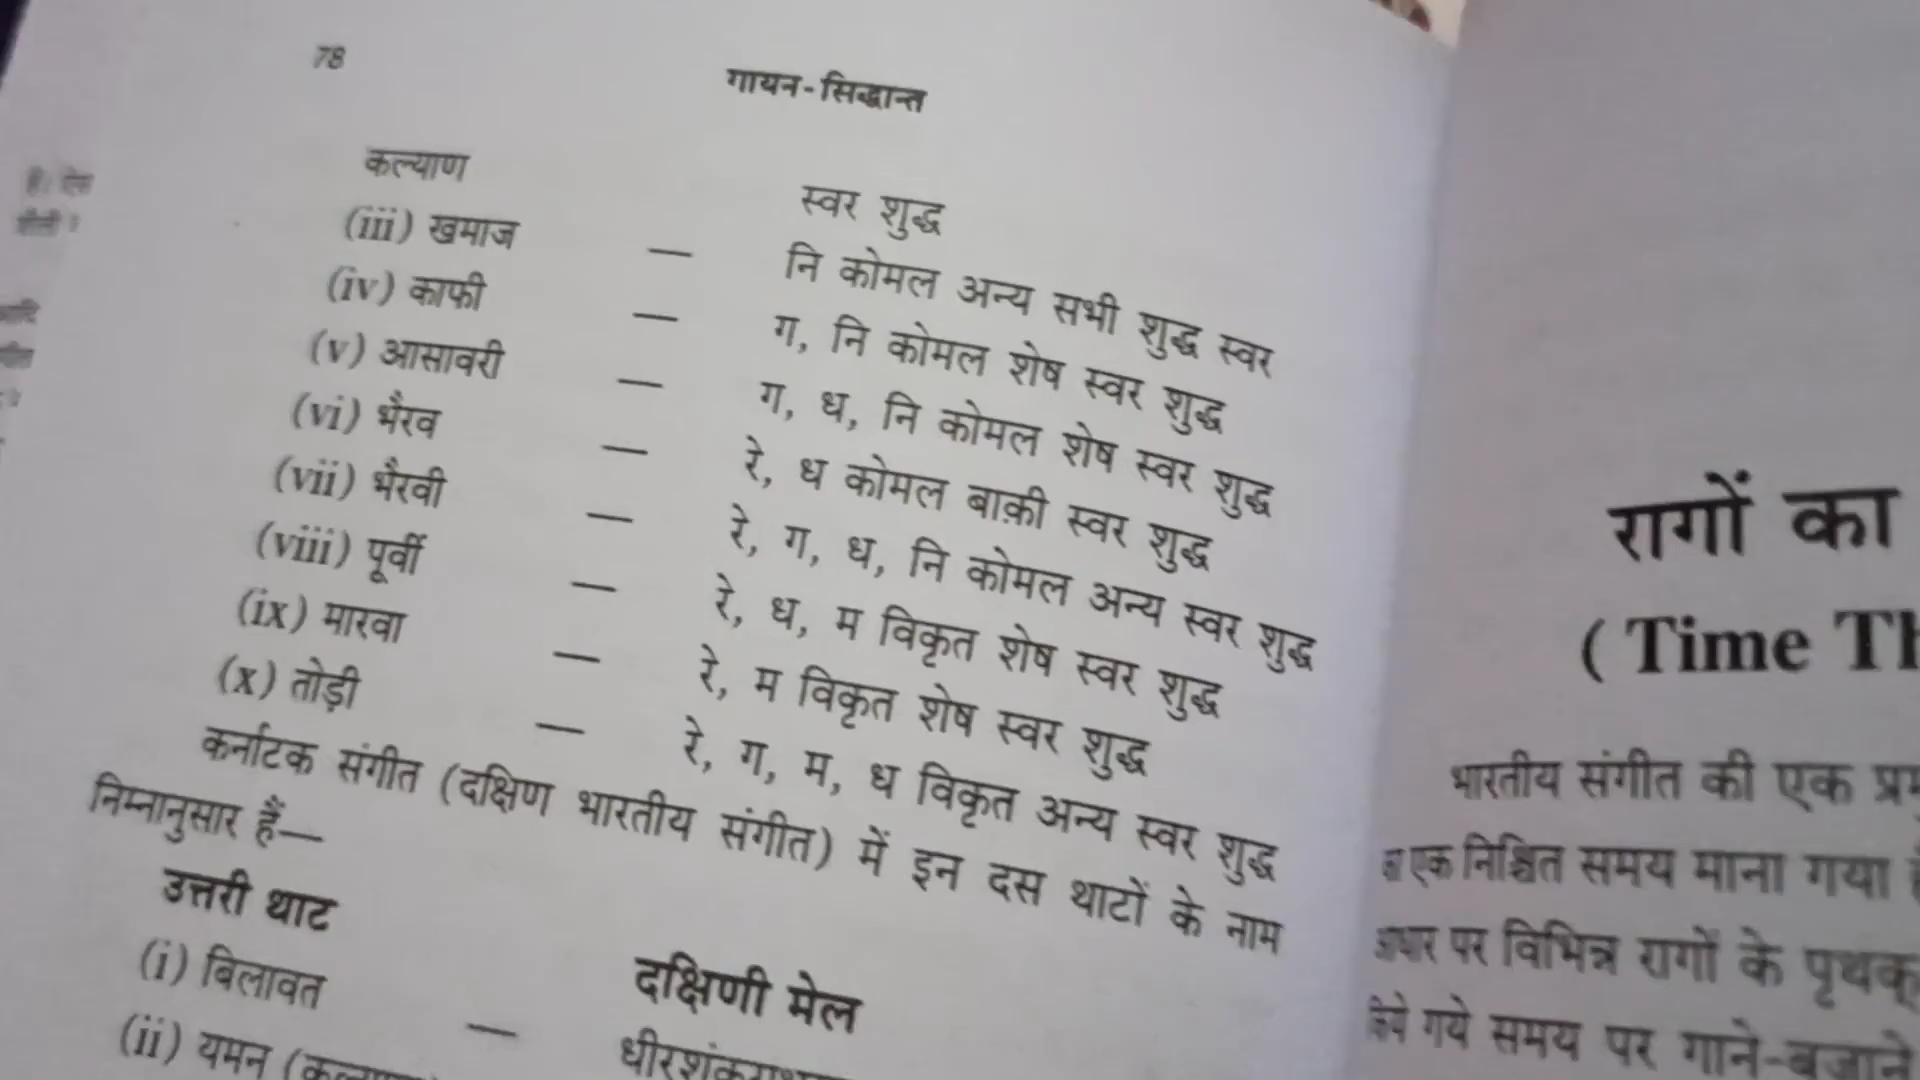 78
गायन-सिद्धान्त
कल्याण
स्वर शुद्ध
(iii) खमाज — नि कोमल अन्य सभी शुद्ध स्वर
(iv) काफी — ग, नि कोमल शेष स्वर शुद्ध
(v) आसावरी — ग, ध, नि कोमल शेष स्वर शुद्ध
(vi) भैरव — रे, ध कोमल बाक़ी स्वर शुद्ध
(vii) भैरवी — रे, ग, ध, नि कोमल अन्य स्वर शुद्ध
(viii) पूर्वी — रे, ध, म विकृत शेष स्वर शुद्ध
(ix) मारवा — रे, म विकृत शेष स्वर शुद्ध
(x) तोड़ी — रे, ग, म, ध विकृत अन्य स्वर शुद्ध
कर्नाटक संगीत (दक्षिण भारतीय संगीत) में इन दस थाटों के नाम
निम्नानुसार हैं—
उत्तरी थाट दक्षिणी मेल
(i) बिलावत —
(ii) यमन
रागों का
(Time
भारतीय संगीत की एक
एक निश्चित समय माना गया
पर विभिन्न रागों के
गये समय पर गाने-बजाने